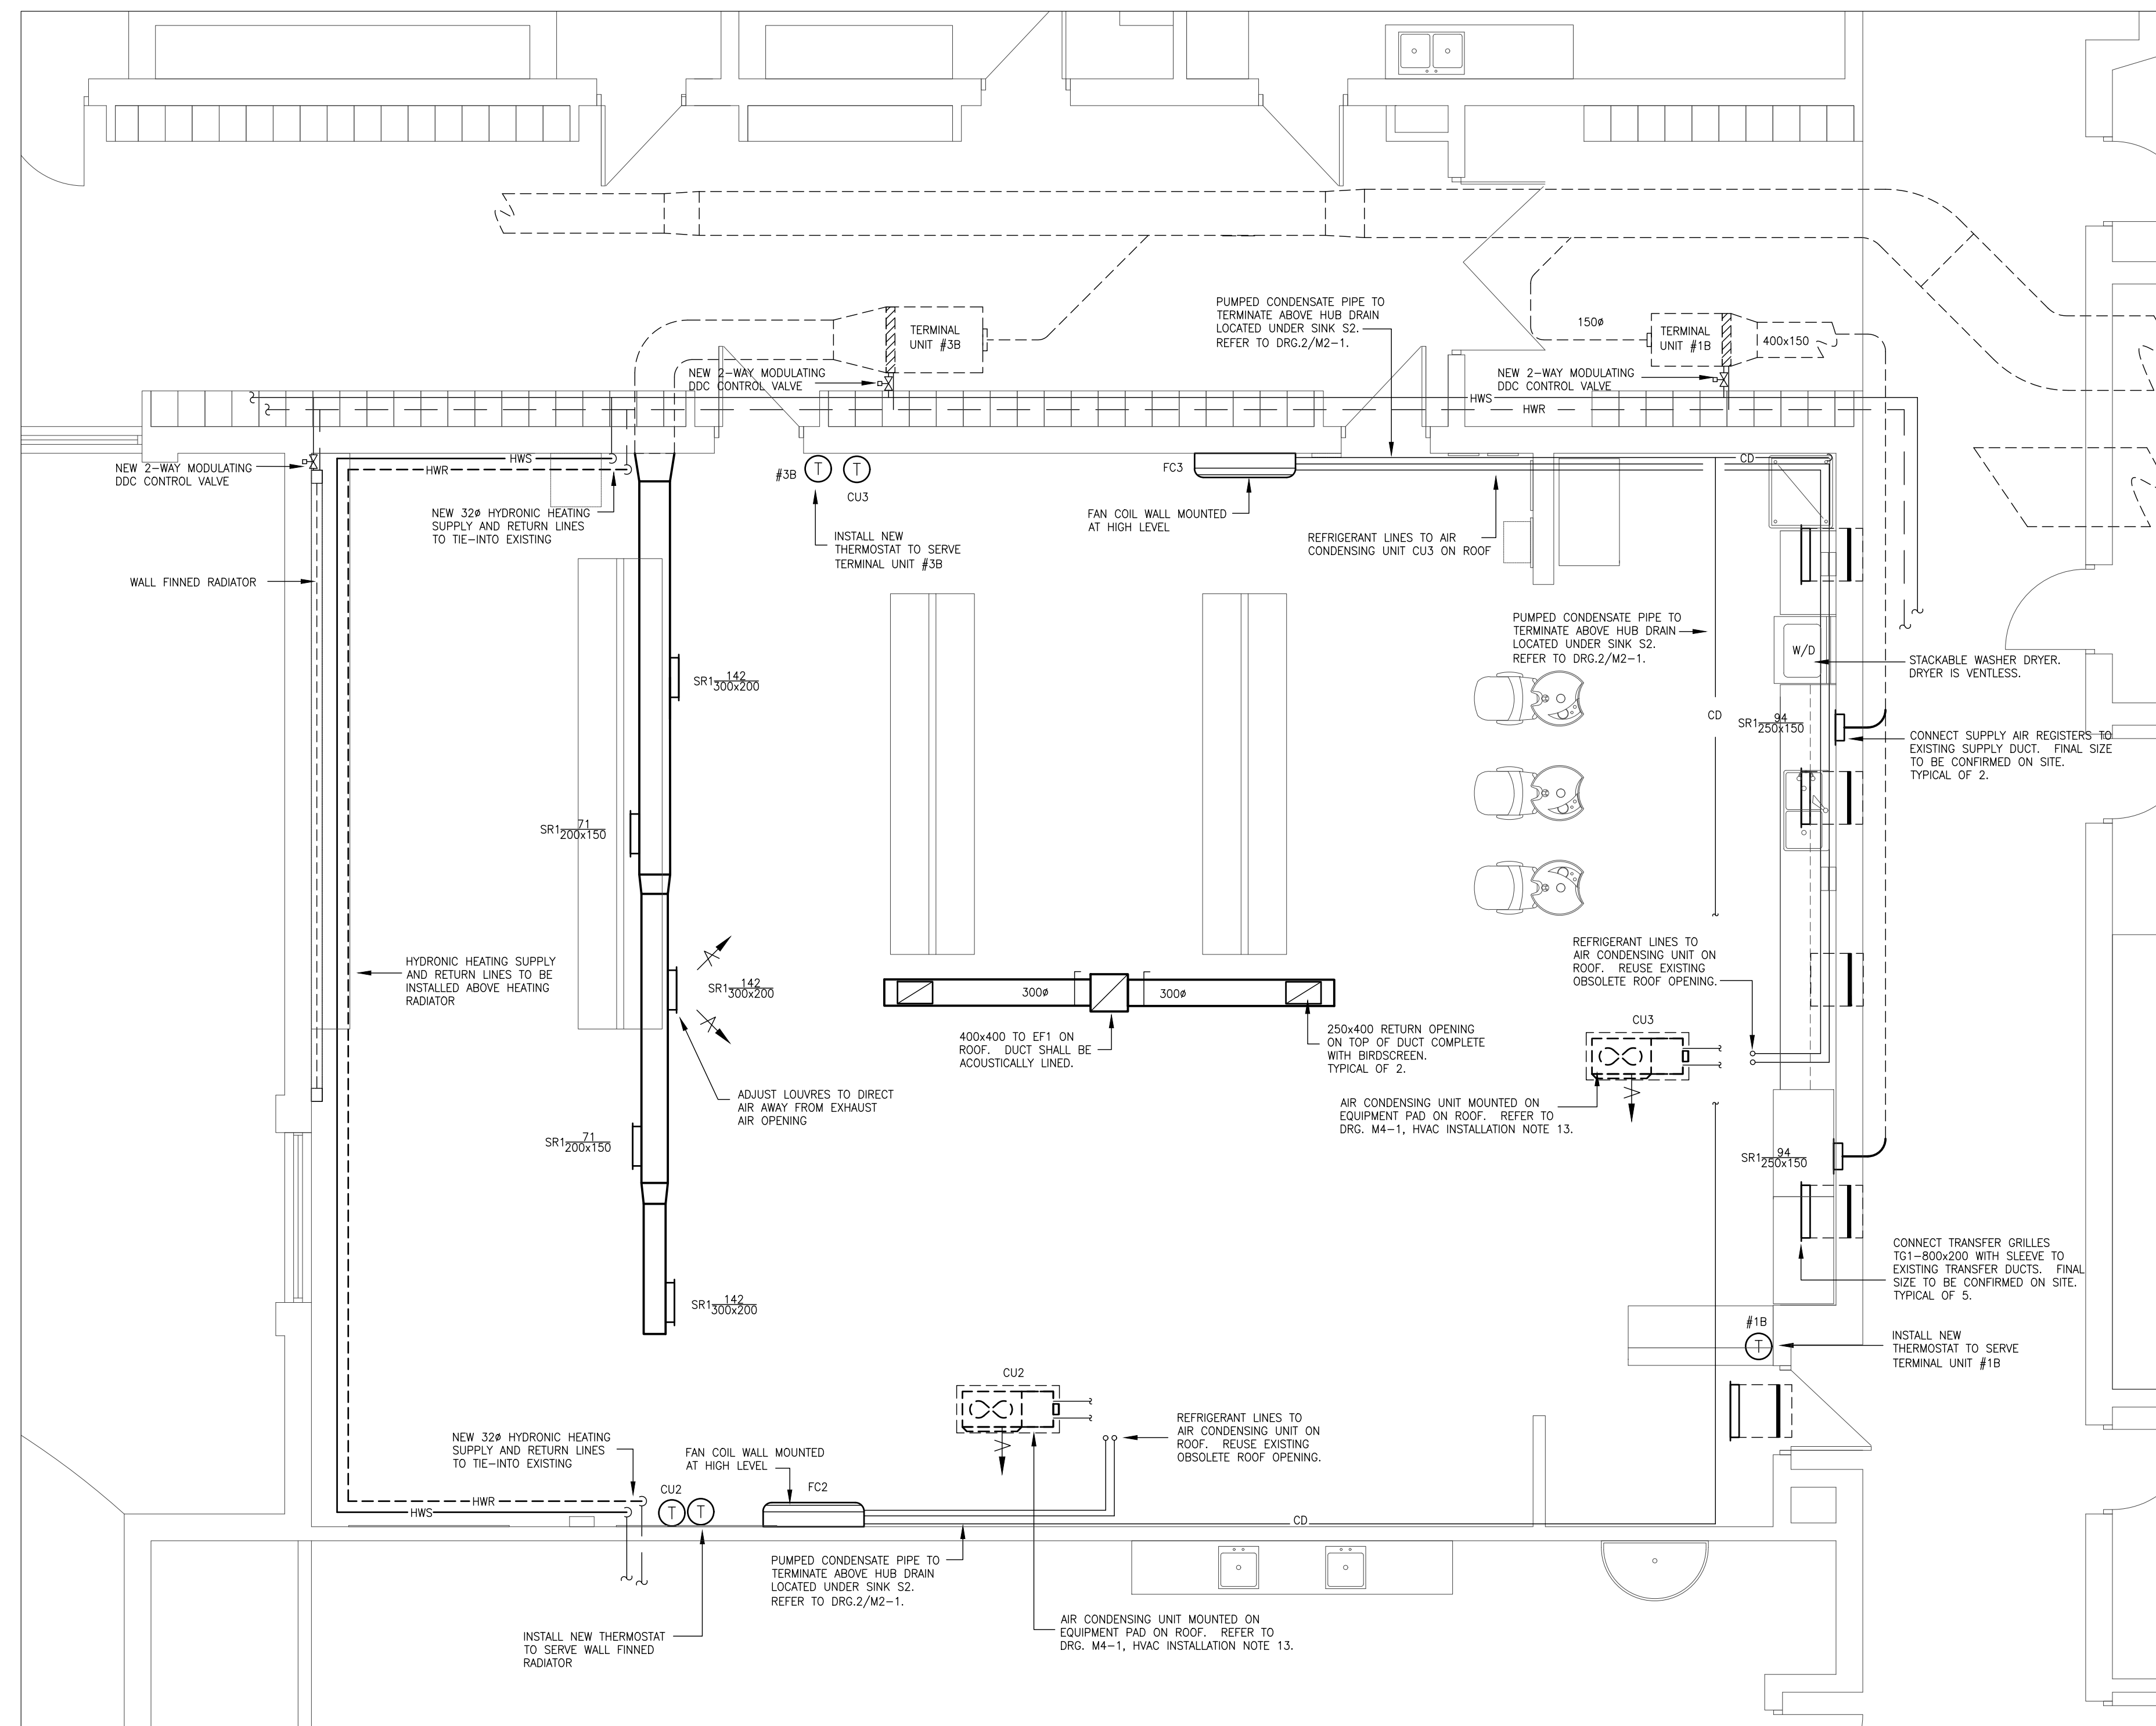 PUMPED CONDENSATE PIPE TO
TERMINATE ABOVE HUB DRAIN
LOCATED UNDER SINK S2.
REFER TO DRG.2/M2-1.
150ø
TERMINAL
UNIT #3B
TERMINAL
UNIT #1B
400x150
NEW 2-WAY MODULATING
DDC CONTROL VALVE
NEW 2-WAY MODULATING
DDC CONTROL VALVE
HWS
HWR
NEW 2-WAY MODULATING
DDC CONTROL VALVE
HWS
HWR
#3B
T
T
CU3
FC3
CD
NEW 32ø HYDRONIC HEATING
SUPPLY AND RETURN LINES
TO TIE-INTO EXISTING
FAN COIL WALL MOUNTED
AT HIGH LEVEL
INSTALL NEW
THERMOSTAT TO SERVE
TERMINAL UNIT #3B
REFRIGERANT LINES TO AIR
CONDENSING UNIT CU3 ON ROOF
WALL FINNED RADIATOR
PUMPED CONDENSATE PIPE TO
TERMINATE ABOVE HUB DRAIN
LOCATED UNDER SINK S2.
REFER TO DRG.2/M2-1.
W/D
STACKABLE WASHER DRYER.
DRYER IS VENTLESS.
SR1 142
300x200
CD
SR1 94
250x150
CONNECT SUPPLY AIR REGISTERS TO
EXISTING SUPPLY DUCT. FINAL SIZE
TO BE CONFIRMED ON SITE.
TYPICAL OF 2.
SR1 71
200x150
HYDRONIC HEATING SUPPLY
AND RETURN LINES TO BE
INSTALLED ABOVE HEATING
RADIATOR
SR1 142
300x200
300ø
300ø
REFRIGERANT LINES TO
AIR CONDENSING UNIT ON
ROOF. REUSE EXISTING
OBSOLETE ROOF OPENING.
400x400 TO EF1 ON
ROOF. DUCT SHALL BE
ACOUSTICALLY LINED.
250x400 RETURN OPENING
ON TOP OF DUCT COMPLETE
WITH BIRDSCREEN.
TYPICAL OF 2.
CU3
ADJUST LOUVRES TO DIRECT
AIR AWAY FROM EXHAUST
AIR OPENING
AIR CONDENSING UNIT MOUNTED ON
EQUIPMENT PAD ON ROOF. REFER TO
DRG. M4-1, HVAC INSTALLATION NOTE 13.
SR1 71
200x150
SR1 94
250x150
CONNECT TRANSFER GRILLES
TG1-800x200 WITH SLEEVE TO
EXISTING TRANSFER DUCTS. FINAL
SIZE TO BE CONFIRMED ON SITE.
TYPICAL OF 5.
SR1 142
300x200
#1B
T
INSTALL NEW
THERMOSTAT TO SERVE
TERMINAL UNIT #1B
CU2
REFRIGERANT LINES TO
AIR CONDENSING UNIT ON
ROOF. REUSE EXISTING
OBSOLETE ROOF OPENING.
NEW 32ø HYDRONIC HEATING
SUPPLY AND RETURN LINES
TO TIE-INTO EXISTING
FAN COIL WALL MOUNTED
AT HIGH LEVEL
FC2
CU2
T
T
HWR
HWS
CD
PUMPED CONDENSATE PIPE TO
TERMINATE ABOVE HUB DRAIN
LOCATED UNDER SINK S2.
REFER TO DRG.2/M2-1.
AIR CONDENSING UNIT MOUNTED ON
EQUIPMENT PAD ON ROOF. REFER TO
DRG. M4-1, HVAC INSTALLATION NOTE 13.
INSTALL NEW THERMOSTAT
TO SERVE WALL FINNED
RADIATOR